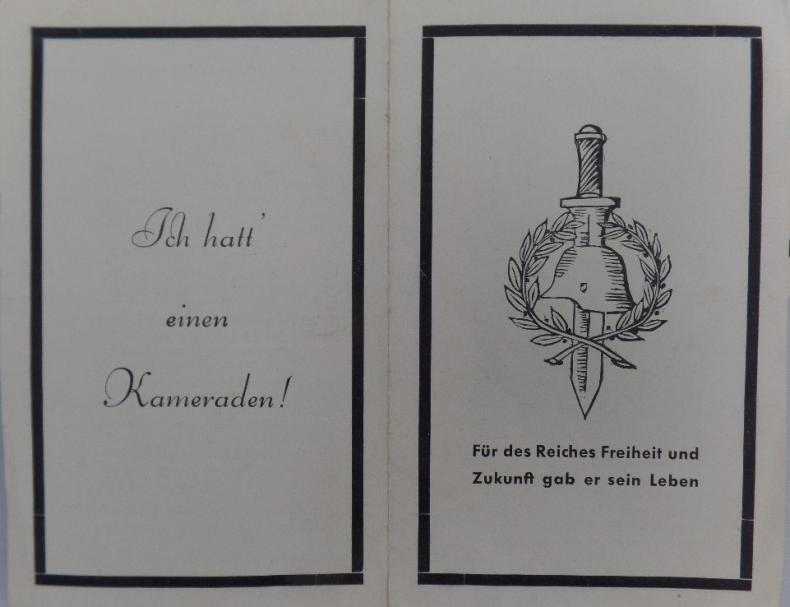 Ich hatt'
einen
Kameraden!
Für des Reiches Freiheit und
Zukunft gab er sein Leben